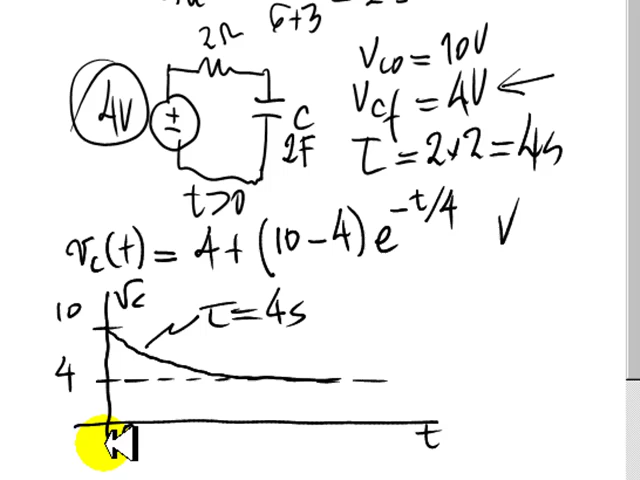 6+3
2Ω
4V
+
C
2F
t>0
Vco = 10V
Vcf = 4V ←
τ = 2×2 = 4s
vc(t) = 4 + (10 - 4) e^-t/4 V
10
vc
τ = 4s
4
t